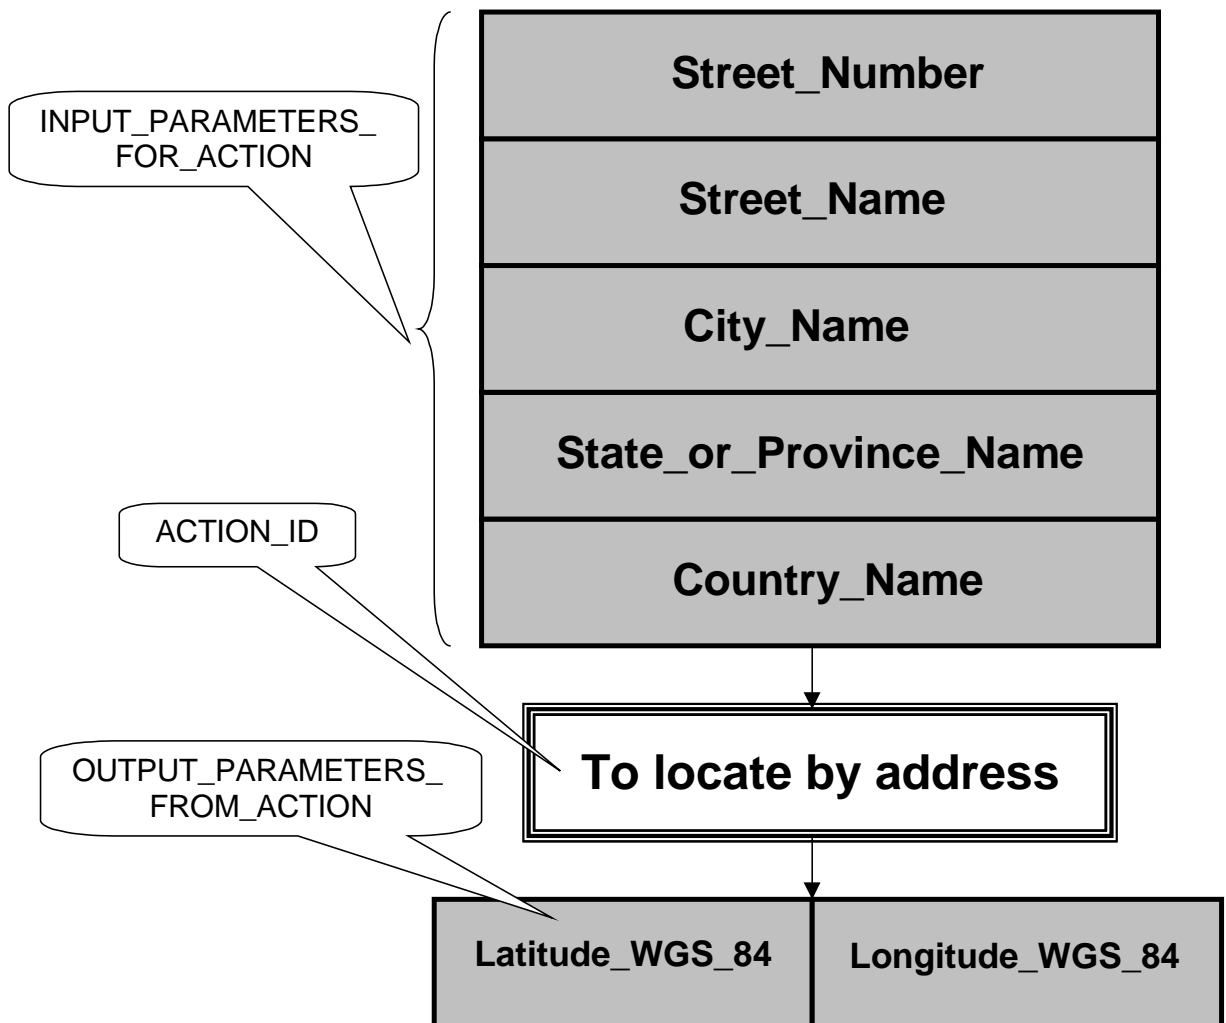 Street_Number
INPUT_PARAMETERS_
FOR_ACTION
Street_Name
City_Name
State_or_Province_Name
ACTION_ID
Country_Name
To locate by address
OUTPUT_PARAMETERS_
FROM_ACTION
Latitude_WGS_84
Longitude_WGS_84